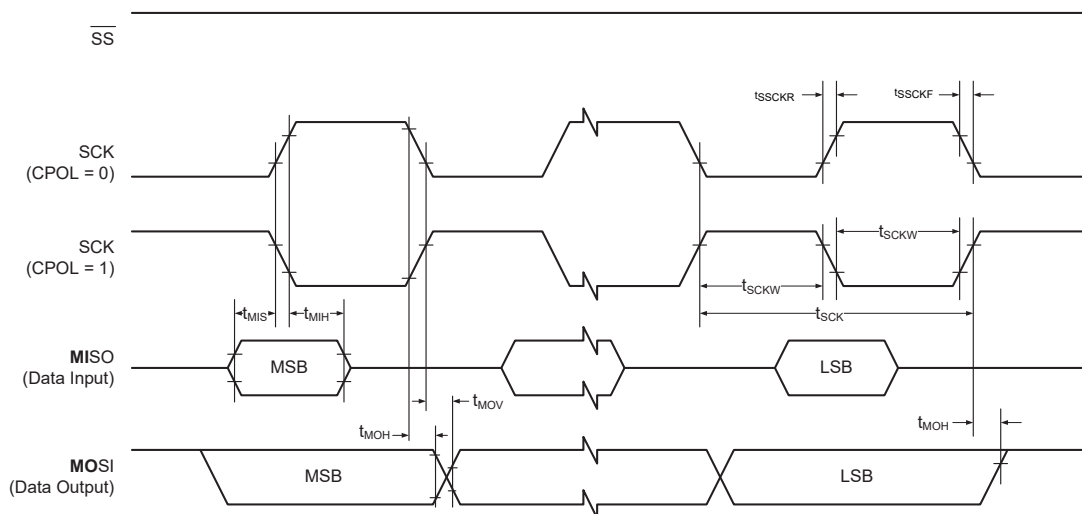 SS
tSSCKR
tSSCKF
SCK
(CPOL = 0)
SCK
(CPOL = 1)
tSCKW
tSCKW
tSCK
tMIS
tMIH
MISO
(Data Input)
MSB
LSB
tMOV
tMOH
tMOH
MOSI
(Data Output)
MSB
LSB